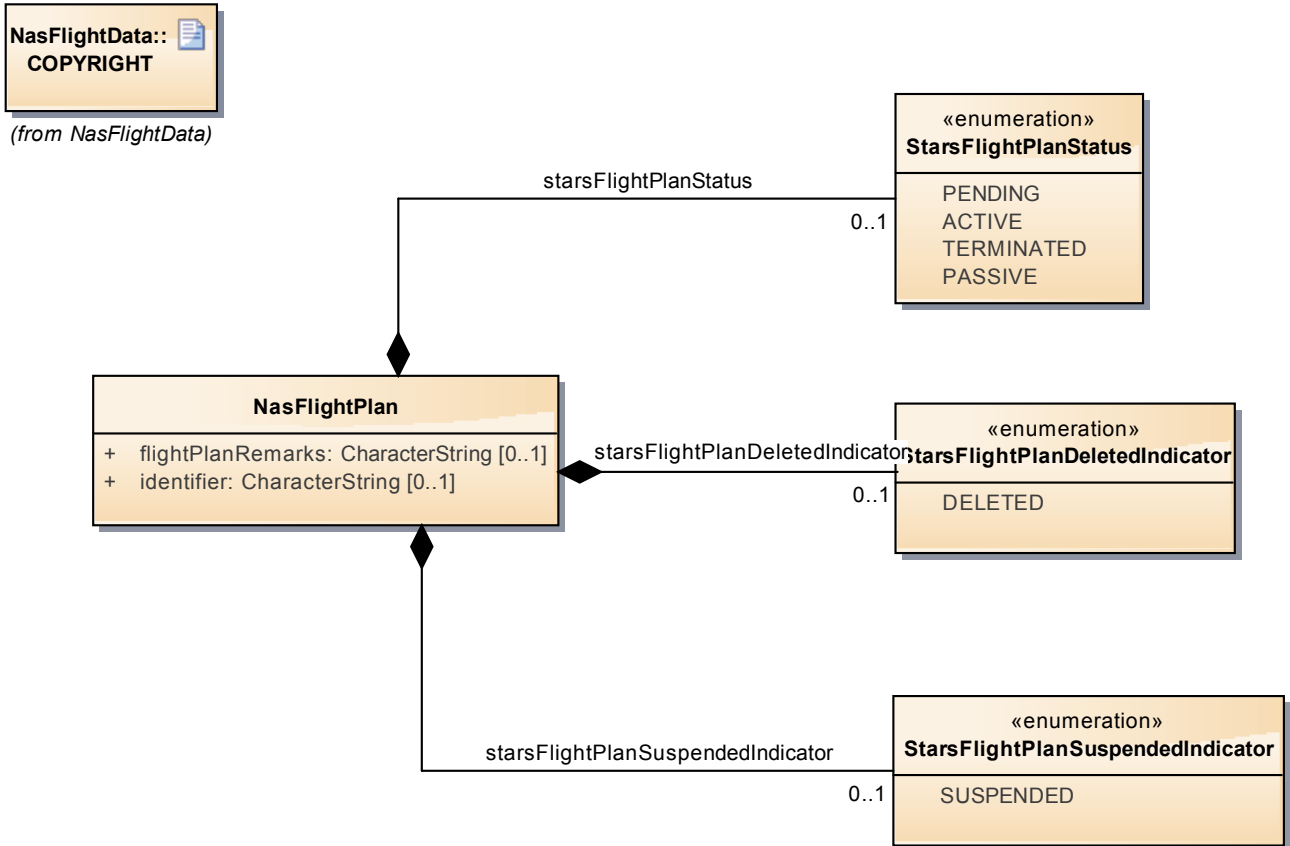 NasFlightData::
COPYRIGHT
(from NasFlightData)
«enumeration»
StarsFlightPlanStatus
PENDING
ACTIVE
TERMINATED
PASSIVE
starsFlightPlanStatus
0..1
NasFlightPlan
+ flightPlanRemarks: CharacterString [0..1]
+ identifier: CharacterString [0..1]
starsFlightPlanDeletedIndicator
0..1
«enumeration»
StarsFlightPlanDeletedIndicator
DELETED
starsFlightPlanSuspendedIndicator
0..1
«enumeration»
StarsFlightPlanSuspendedIndicator
SUSPENDED